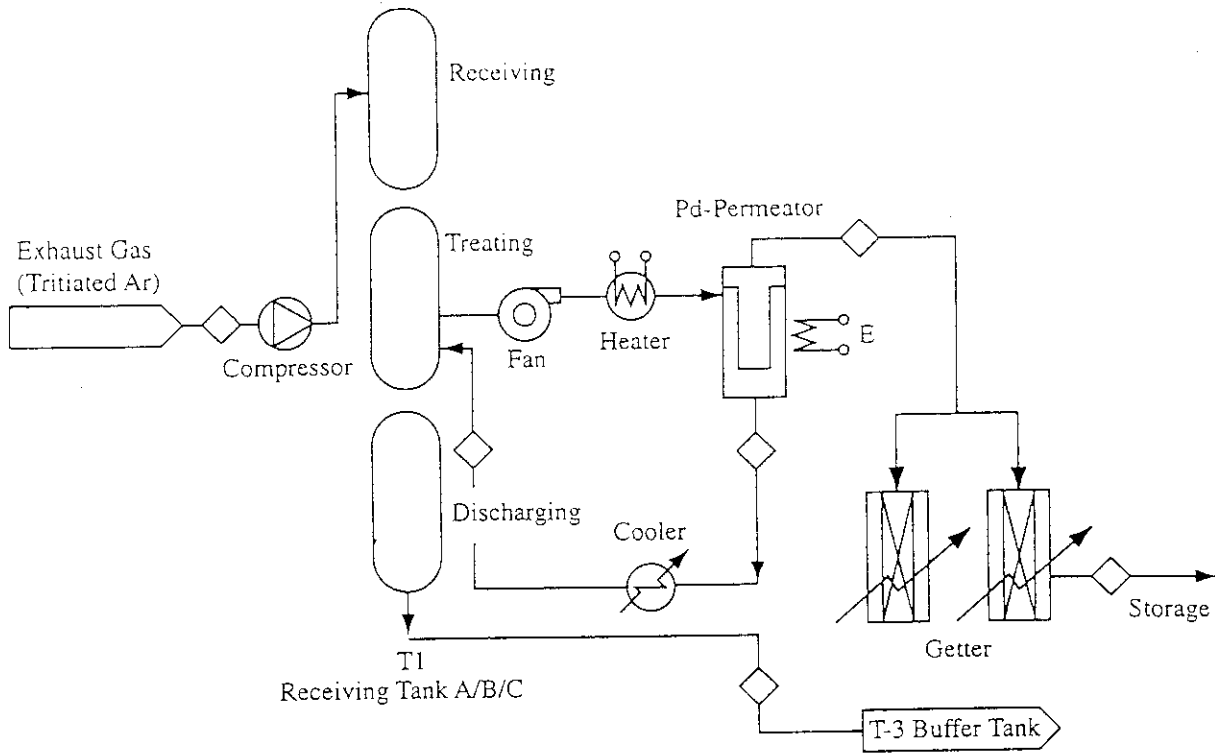 Receiving
Pd-Permeator
Treating
Exhaust Gas
(Tritiated Ar)
Heater
E
Fan
Compressor
Discharging
Cooler
Storage
Getter
T1
Receiving Tank A/B/C
T-3 Buffer Tank